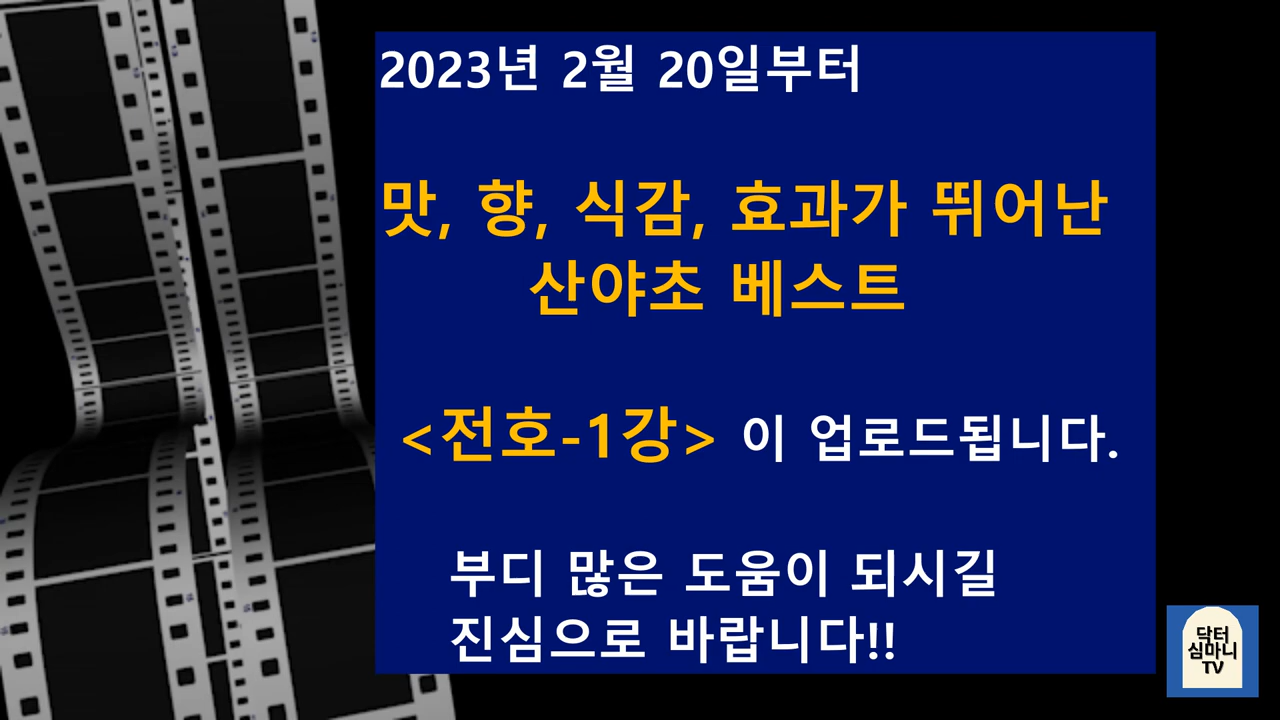 2023년 2월 20일부터
맛, 향, 식감, 효과가 뛰어난
산야초 베스트
<전호-1강> 이 업로드됩니다.
부디 많은 도움이 되시길
진심으로 바랍니다!!
닥터
심마니
TV